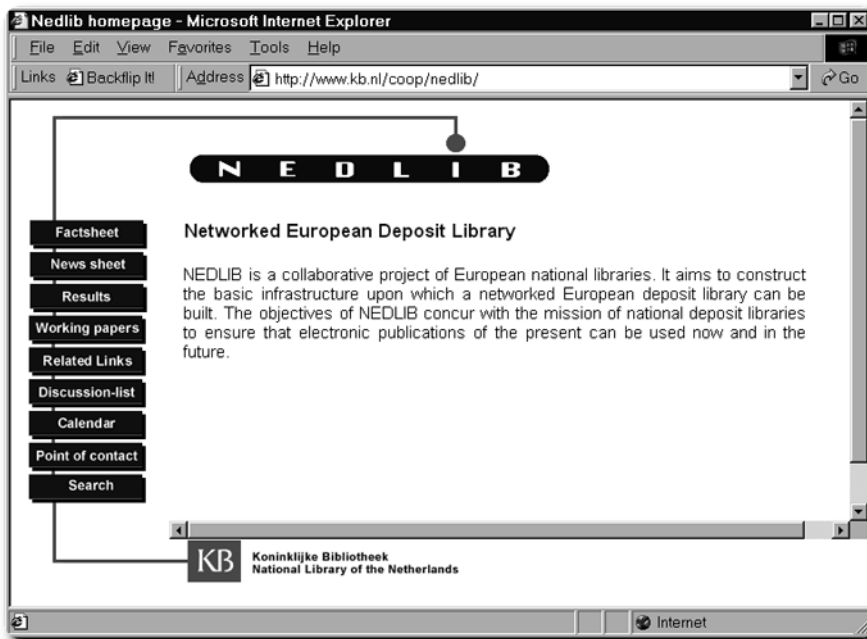 Nedlib homepage - Microsoft Internet Explorer
File Edit View Favorites Tools Help
Links Backflip It! Address http://www.kb.nl/coop/nedlib/ Go
N E D L I B
Factsheet
News sheet
Results
Working papers
Related Links
Discussion-list
Calendar
Point of contact
Search
Networked European Deposit Library
NEDLIB is a collaborative project of European national libraries. It aims to construct
the basic infrastructure upon which a networked European deposit library can be
built. The objectives of NEDLIB concur with the mission of national deposit libraries
to ensure that electronic publications of the present can be used now and in the
future.
KB Koninklijke Bibliotheek
National Library of the Netherlands
Internet